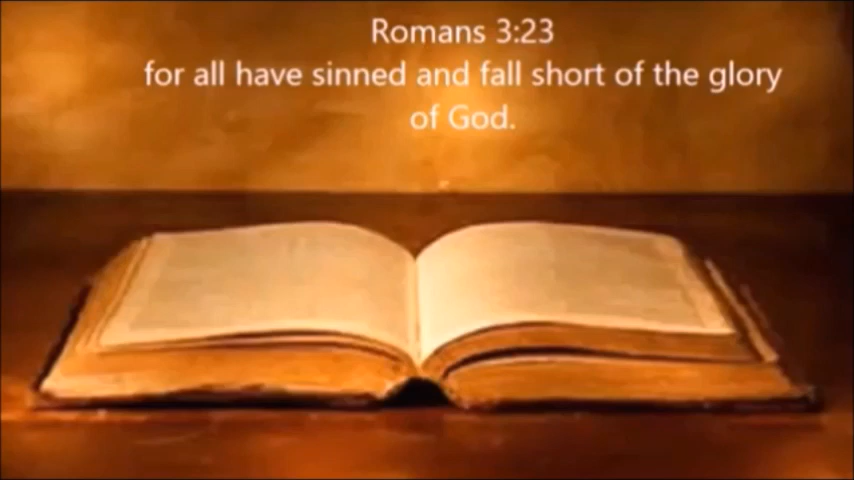 Romans 3:23
for all have sinned and fall short of the glory
of God.